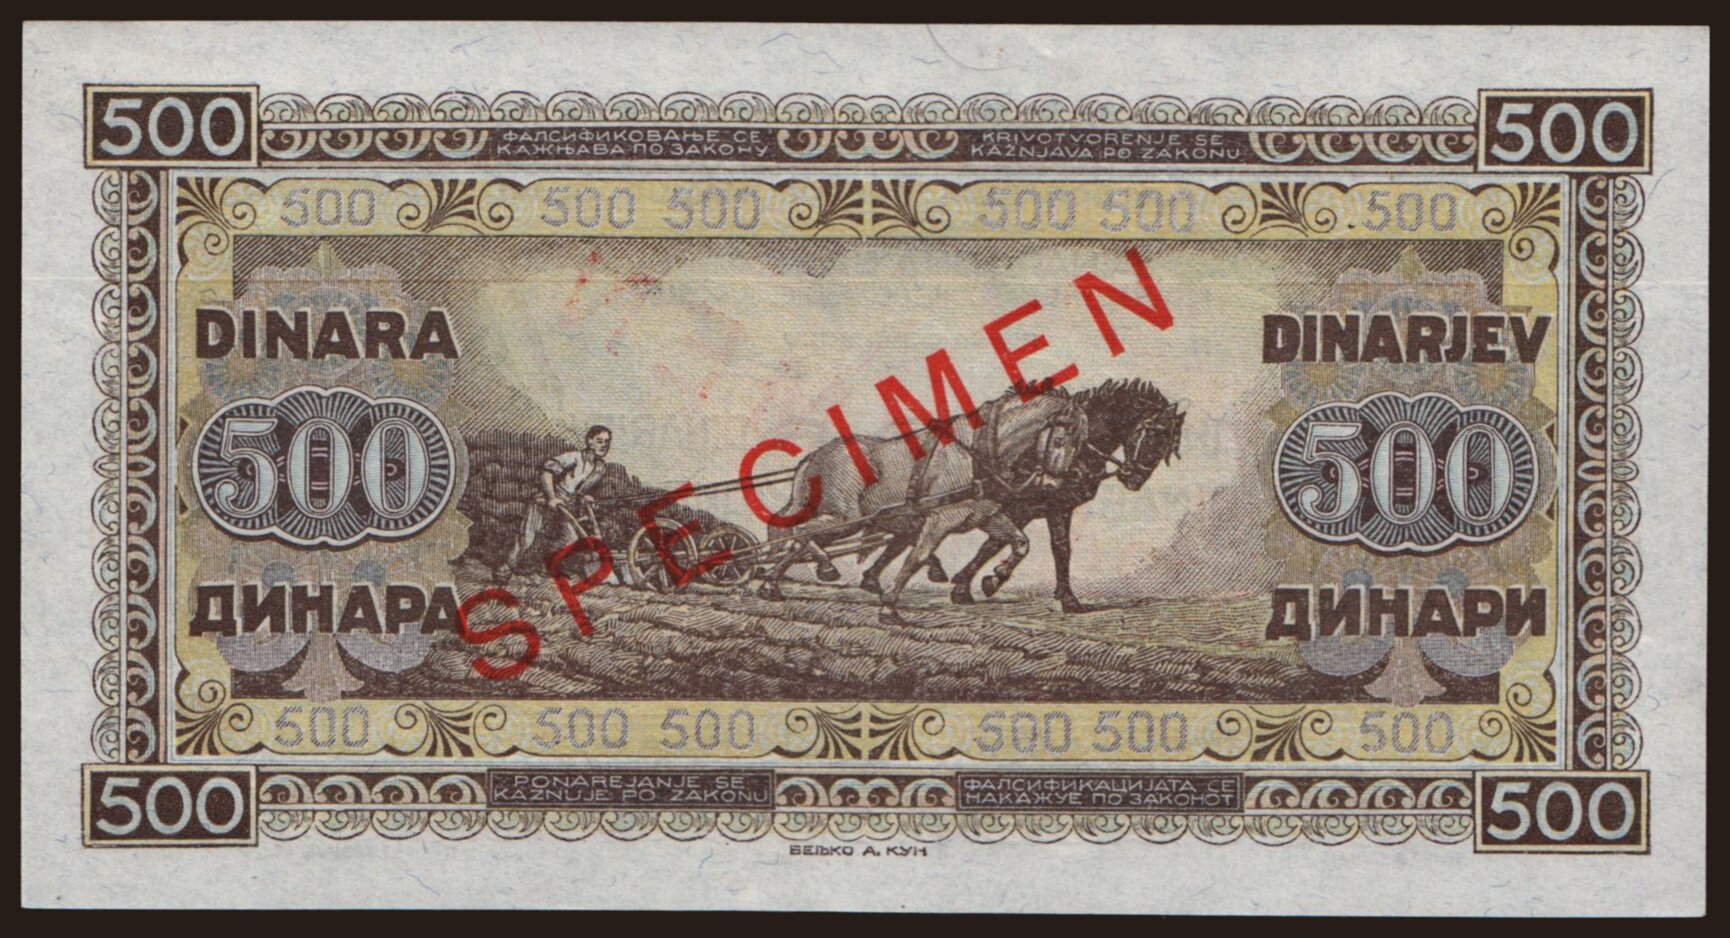 500
ФАЛСИФИКОВАЊЕ СЕ
КАЖЊАВА ПО ЗАКОНУ
KRIVOTVORENJE SE
KAŽNJAVA PO ZAKONU
500
500 500 500 500 500 500
DINARA
DINARJEV
SPECIMEN
500
500
ДИНАРА
ДИНАРИ
500 500 500 500 500 500
500
PONAREJANJE SE
KAZNUJE PO ZAKONU
ФАЛСИФИКАЦИЈАТА СЕ
НАКАЖУЕ ПО ЗАКОНОТ
500
ВЕЉКО А. КУН